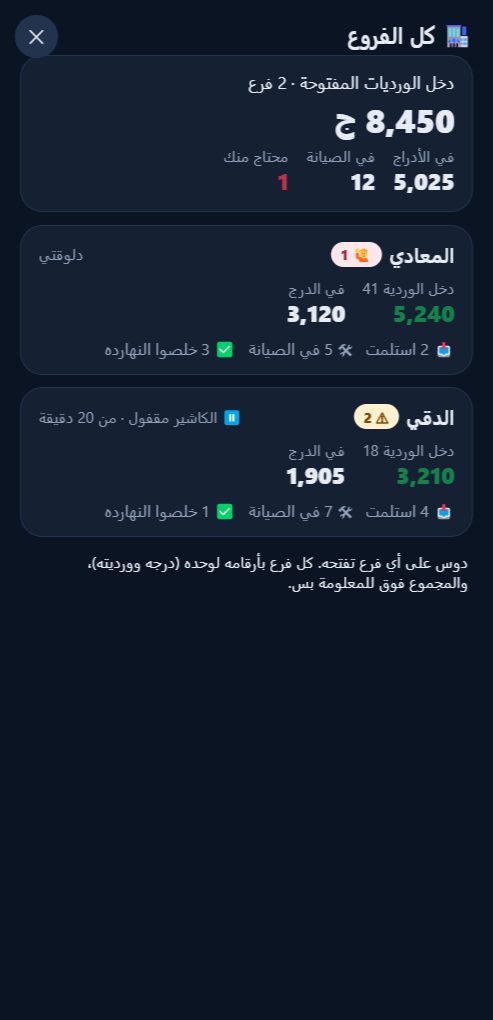 كل الفروع
دخل الورديات المفتوحة · 2 فرع
8,450 ج
في الأدراج في الصيانة محتاج منك
5,025 12 1
المعادي 1 دلوقتي
دخل الوردية 41 في الدرج
5,240 3,120
2 استلمت 5 في الصيانة 3 خلصوا النهارده
الدقي 2 الكاشير مقفول · من 20 دقيقة
دخل الوردية 18 في الدرج
3,210 1,905
4 استلمت 7 في الصيانة 1 خلصوا النهارده
دوس على أي فرع تفتحه. كل فرع بأرقامه لوحده (درجه وورديته)،
والمجموع فوق للمعلومة بس.